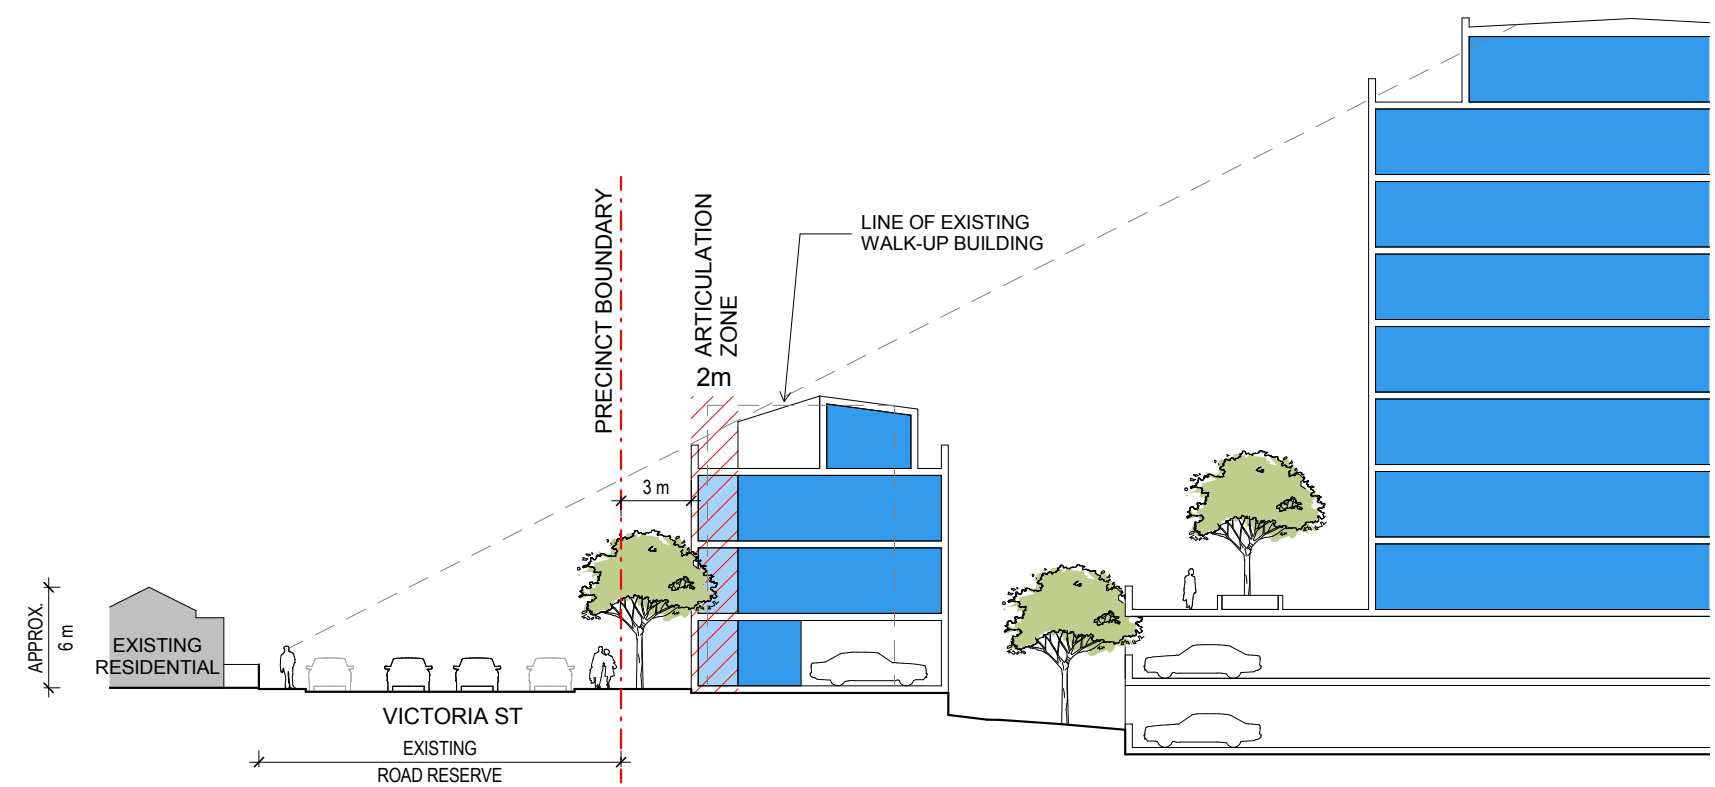 PRECINCT BOUNDARY
ARTICULATION
ZONE
2m
LINE OF EXISTING
WALK-UP BUILDING
3 m
APPROX.
6 m
EXISTING
RESIDENTIAL
VICTORIA ST
EXISTING
ROAD RESERVE